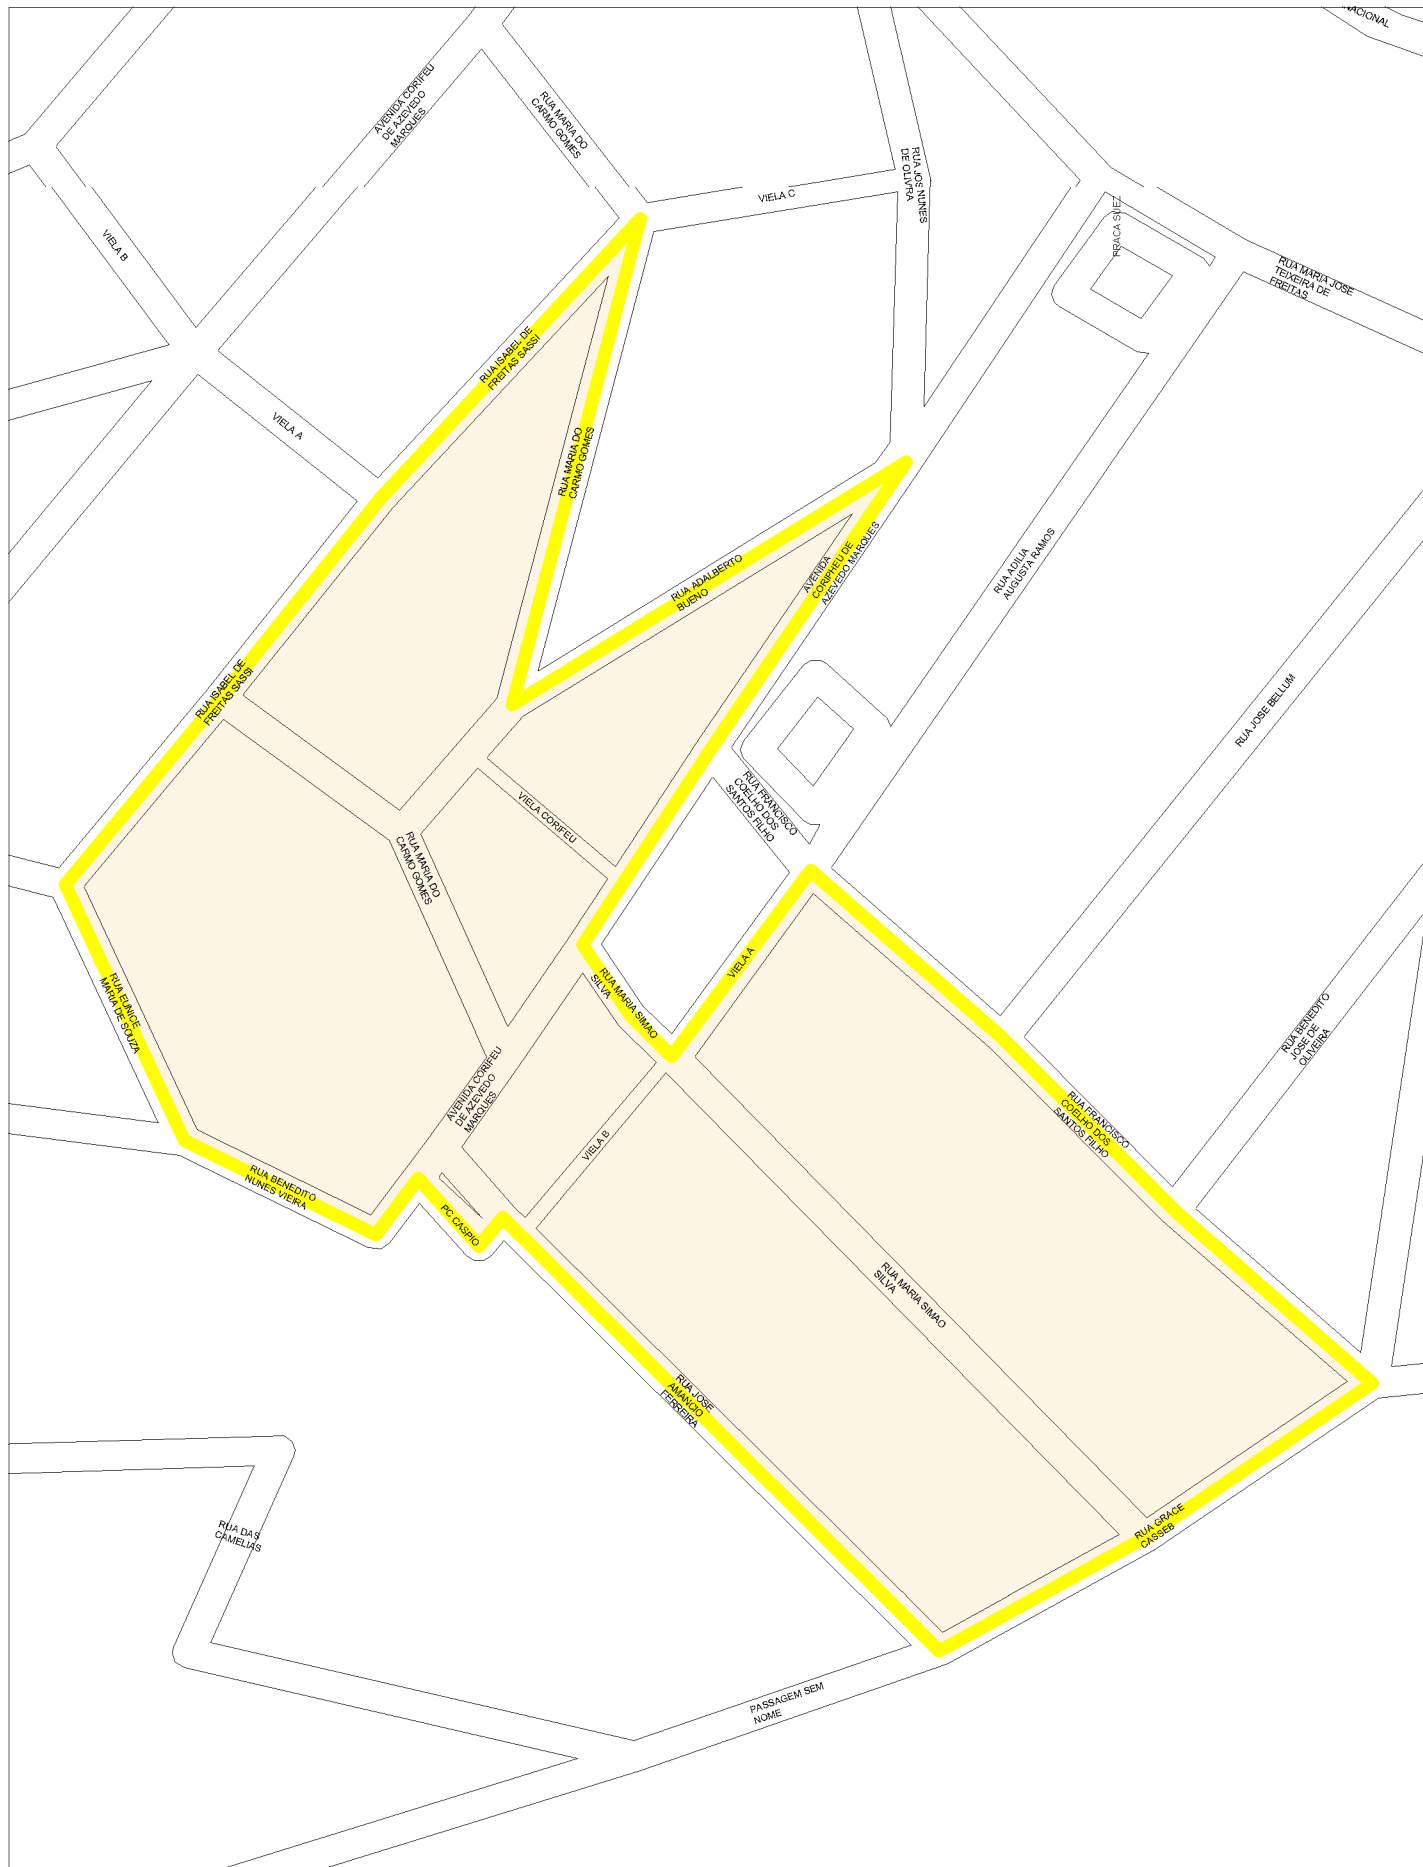 NACIONAL
AVENIDA CORIFEU
DE AZEVEDO
MARQUES
RUA MARIA DO
CARMO GOMES
VIELA C
RUA JOS NUNES
DE OLIVRA
PRACA SUEZ
VIELA B
RUA MARIA JOSE
TEIXEIRA DE
FREITAS
RUA ISABEL DE
FREITAS SASSI
VIELA A
RUA MARIA DO
CARMO GOMES
RUA ADALBERTO
BUENO
AVENIDA
CORIPHEU DE
AZEVEDO MARQUES
RUA ADILIA
AUGUSTA RAMOS
RUA ISABEL DE
FREITAS SASSI
RUA JOSE BELLUM
RUA FRANCISCO
COELHO DOS
SANTOS FILHO
VIELA CORIFEU
RUA MARIA DO
CARMO GOMES
VIELA A
RUA EUNICE
MARIA DE SOUZA
RUA MARIA SIMAO
SILVA
RUA BENEDITO
JOSE DE
OLIVEIRA
AVENIDA CORIFEU
DE AZEVEDO
MARQUES
VIELA B
RUA FRANCISCO
COELHO DOS
SANTOS FILHO
RUA BENEDITO
NUNES VIEIRA
PC CASPIO
RUA MARIA SIMAO
SILVA
RUA JOSE
AMANCIO
FERREIRA
RUA GRACE
CASSEB
RUA DAS
CAMELIAS
PASSAGEM SEM
NOME